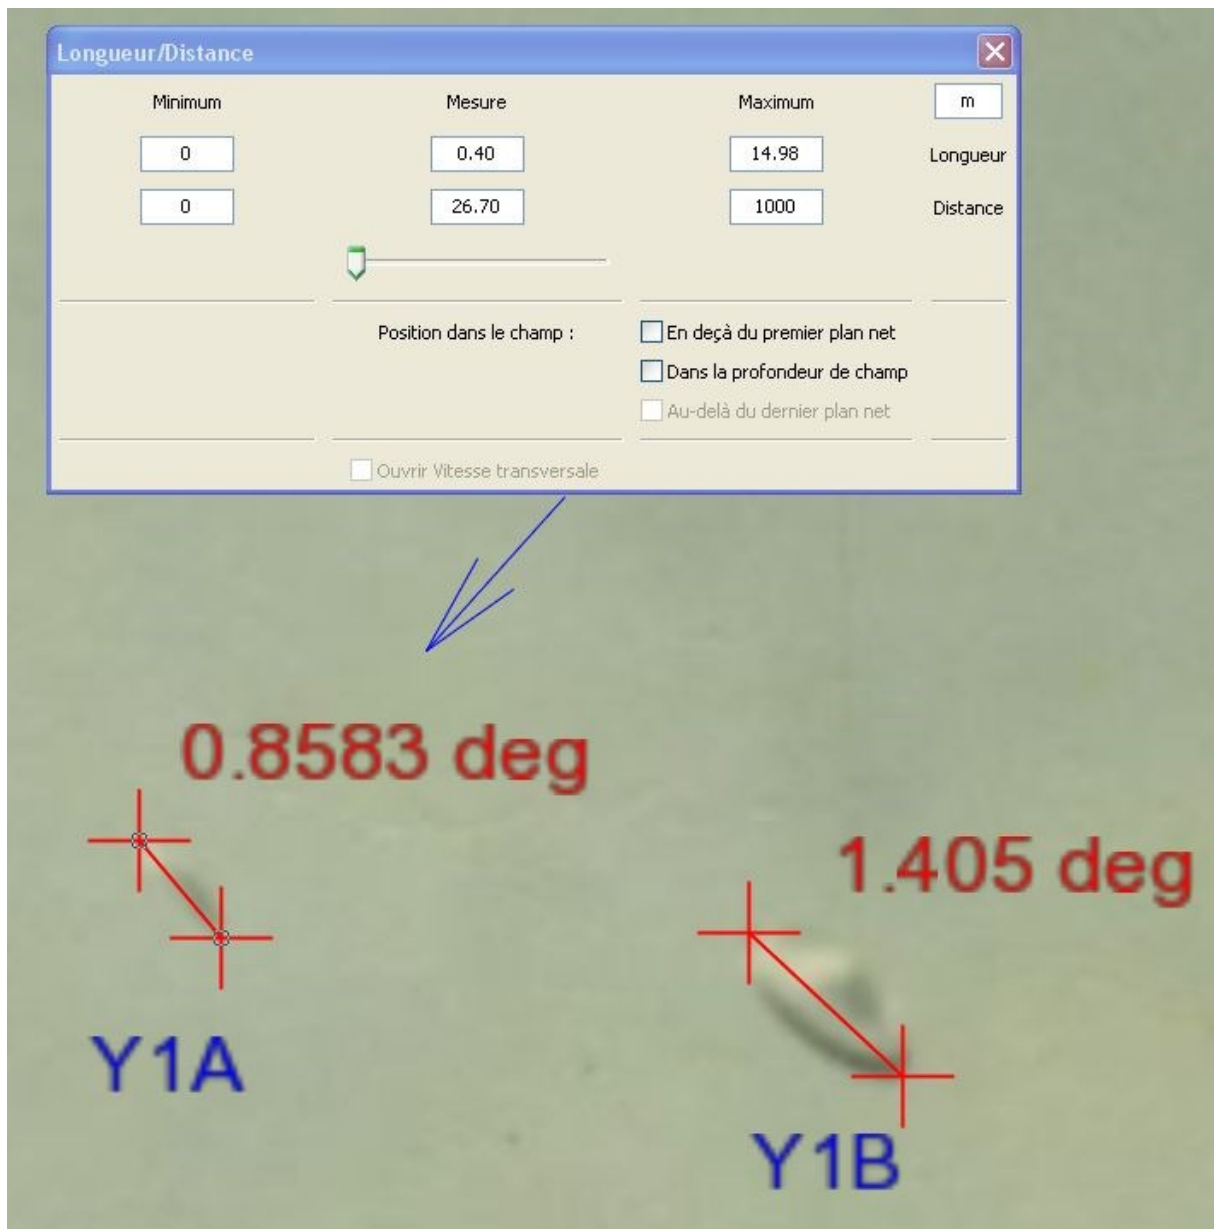 Longueur/Distance
Minimum Mesure Maximum m
0 0.40 14.98 Longueur
0 26.70 1000 Distance
Position dans le champ : En deçà du premier plan net
Dans la profondeur de champ
Au-delà du dernier plan net
Ouvrir Vitesse transversale
0.8583 deg
1.405 deg
Y1A
Y1B